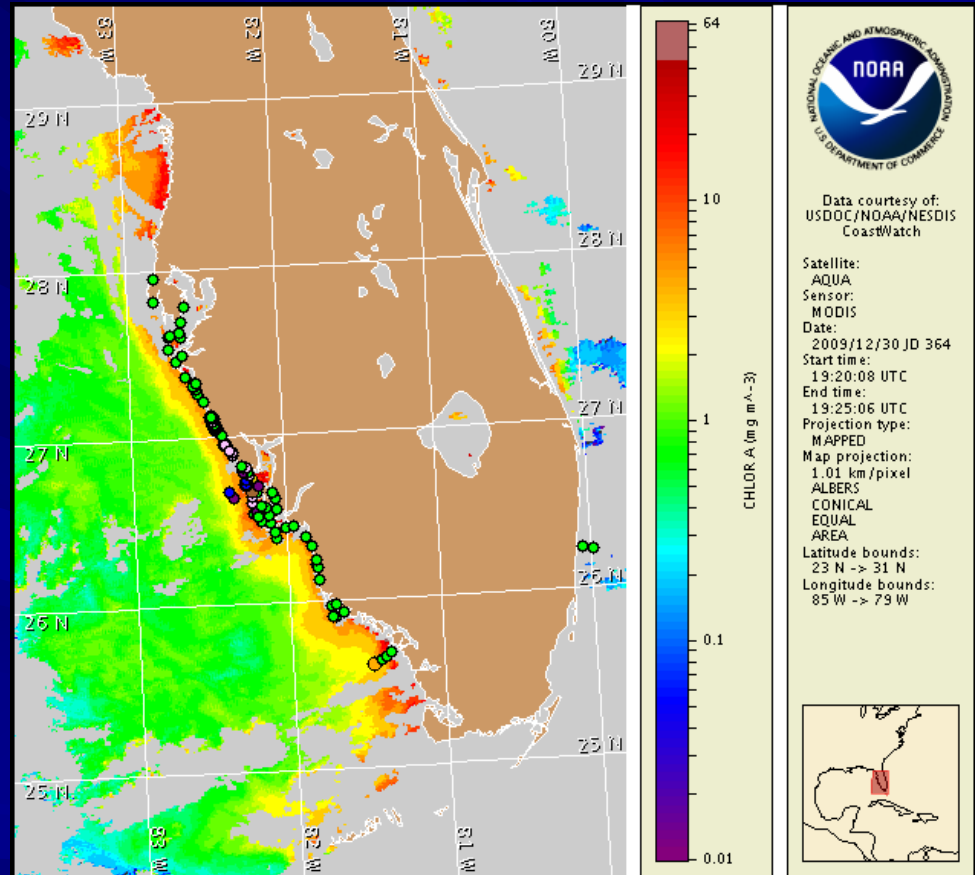 83 W
82 W
81 W
80 W
29 N
29 N
28 N
28 N
27 N
27 N
26 N
26 N
25 N
25 N
83 W
82 W
81 W
64
10
1
0.1
0.01
CHLOR A (mg m^-3)
NATIONAL OCEANIC AND ATMOSPHERIC ADMINISTRATION
NOAA
U.S. DEPARTMENT OF COMMERCE
Data courtesy of:
USDOC/NOAA/NESDIS
CoastWatch
Satellite:
AQUA
Sensor:
MODIS
Date:
2009/12/30 JD 364
Start time:
19:20:08 UTC
End time:
19:25:06 UTC
Projection type:
MAPPED
Map projection:
1.01 km/pixel
ALBERS
CONICAL
EQUAL
AREA
Latitude bounds:
23 N -> 31 N
Longitude bounds:
85 W -> 79 W